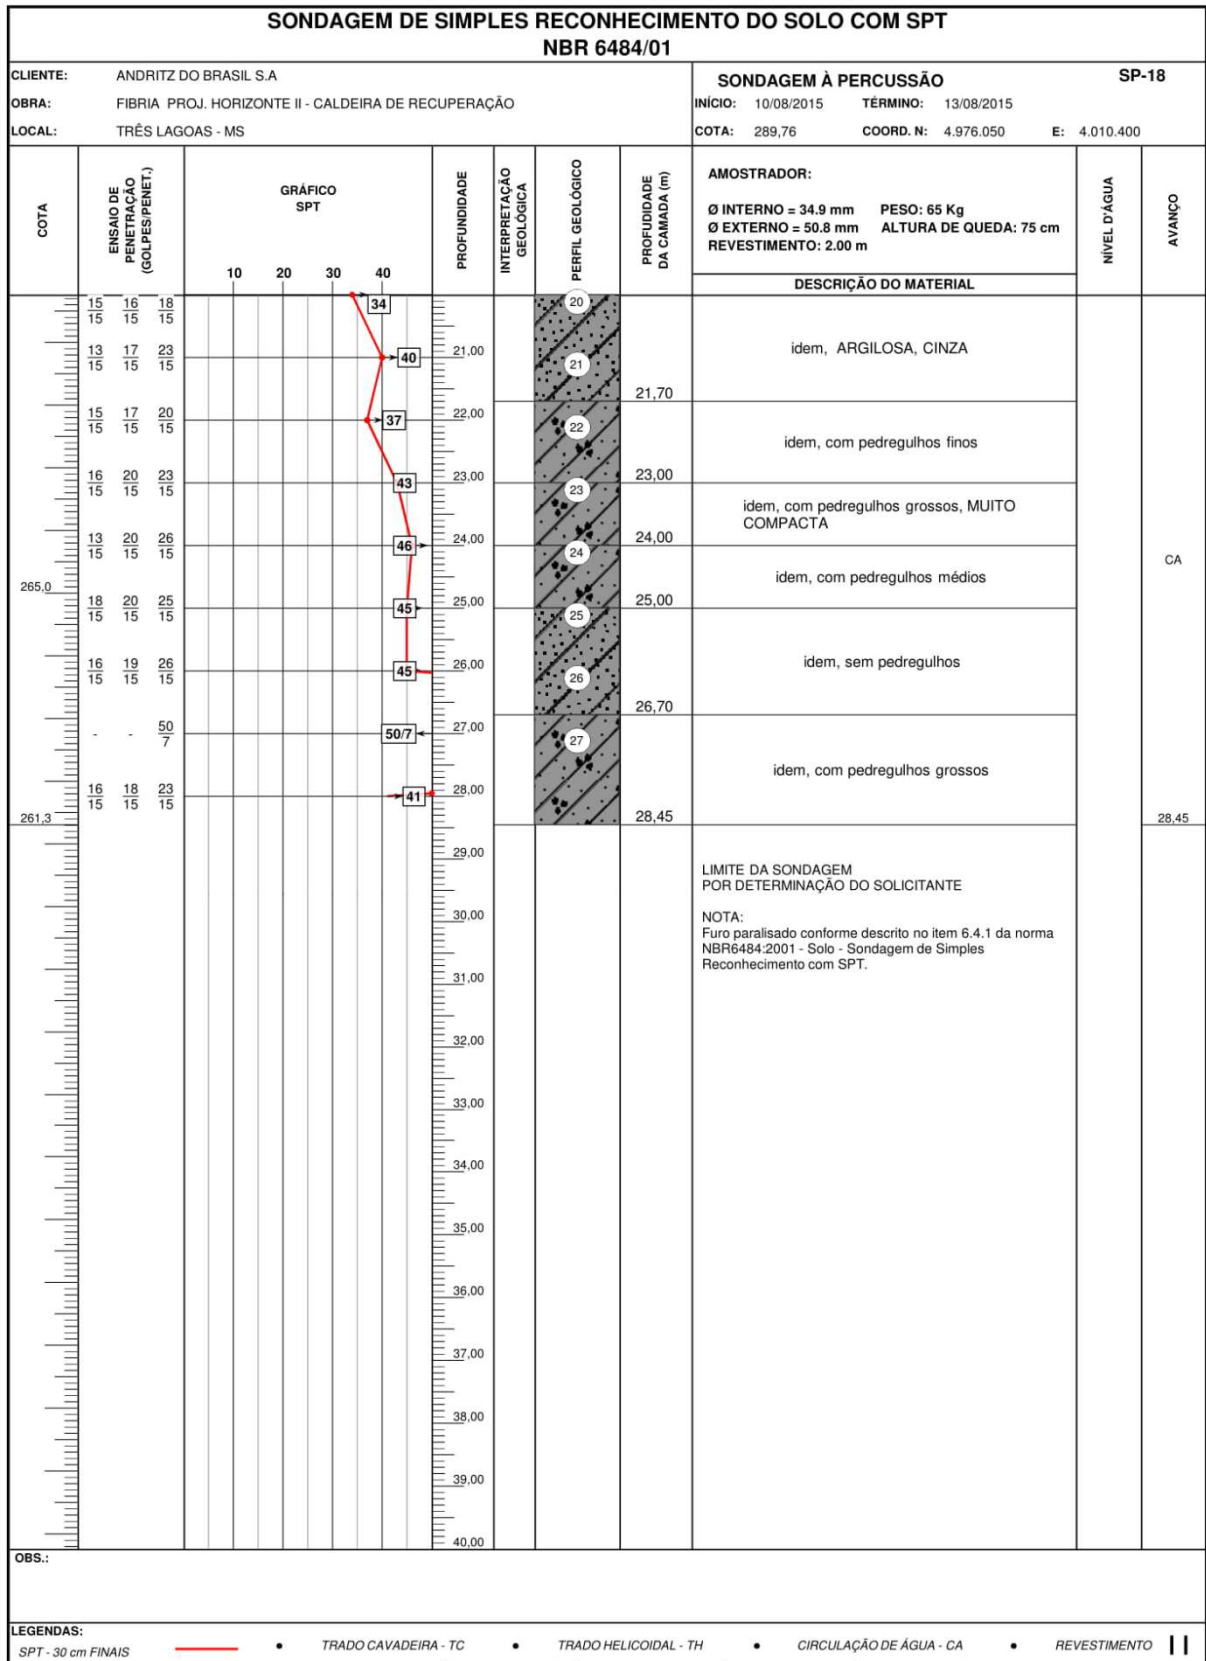 SONDAGEM DE SIMPLES RECONHECIMENTO DO SOLO COM SPT
NBR 6484/01
CLIENTE: ANDRITZ DO BRASIL S.A
OBRA: FIBRIA PROJ. HORIZONTE II - CALDEIRA DE RECUPERAÇÃO
LOCAL: TRÊS LAGOAS - MS
SONDAGEM À PERCUSSÃO SP-18
INÍCIO: 10/08/2015 TÉRMINO: 13/08/2015
COTA: 289,76 COORD. N: 4.976.050 E: 4.010.400
COTA
ENSAIO DE
PENETRAÇÃO
(GOLPES/PENET.)
GRÁFICO
SPT
10 20 30 40
PROFUNDIDADE
INTERPRETAÇÃO
GEOLÓGICA
PERFIL GEOLÓGICO
PROFUDIDADE
DA CAMADA (m)
AMOSTRADOR:
Ø INTERNO = 34.9 mm PESO: 65 Kg
Ø EXTERNO = 50.8 mm ALTURA DE QUEDA: 75 cm
REVESTIMENTO: 2.00 m
DESCRIÇÃO DO MATERIAL
NÍVEL D'ÁGUA
AVANÇO
15/15 16/15 18/15 34 20
idem, ARGILOSA, CINZA
13/15 17/15 23/15 40 21,00 21
21,70
15/15 17/15 20/15 37 22,00 22
idem, com pedregulhos finos
16/15 20/15 23/15 43 23,00 23 23,00
idem, com pedregulhos grossos, MUITO
COMPACTA
13/15 20/15 26/15 46 24,00 24 24,00
CA
idem, com pedregulhos médios
265,0
18/15 20/15 25/15 45 25,00 25 25,00
idem, sem pedregulhos
16/15 19/15 26/15 45 26,00 26
26,70
- - 50/7 50/7 27,00 27
idem, com pedregulhos grossos
16/15 18/15 23/15 41 28,00
261,3 28,45 28,45
29,00
30,00
31,00
32,00
33,00
34,00
35,00
36,00
37,00
38,00
39,00
40,00
LIMITE DA SONDAGEM
POR DETERMINAÇÃO DO SOLICITANTE
NOTA:
Furo paralisado conforme descrito no item 6.4.1 da norma
NBR6484:2001 - Solo - Sondagem de Simples
Reconhecimento com SPT.
OBS.:
LEGENDAS:
SPT - 30 cm FINAIS • TRADO CAVADEIRA - TC • TRADO HELICOIDAL - TH • CIRCULAÇÃO DE ÁGUA - CA • REVESTIMENTO